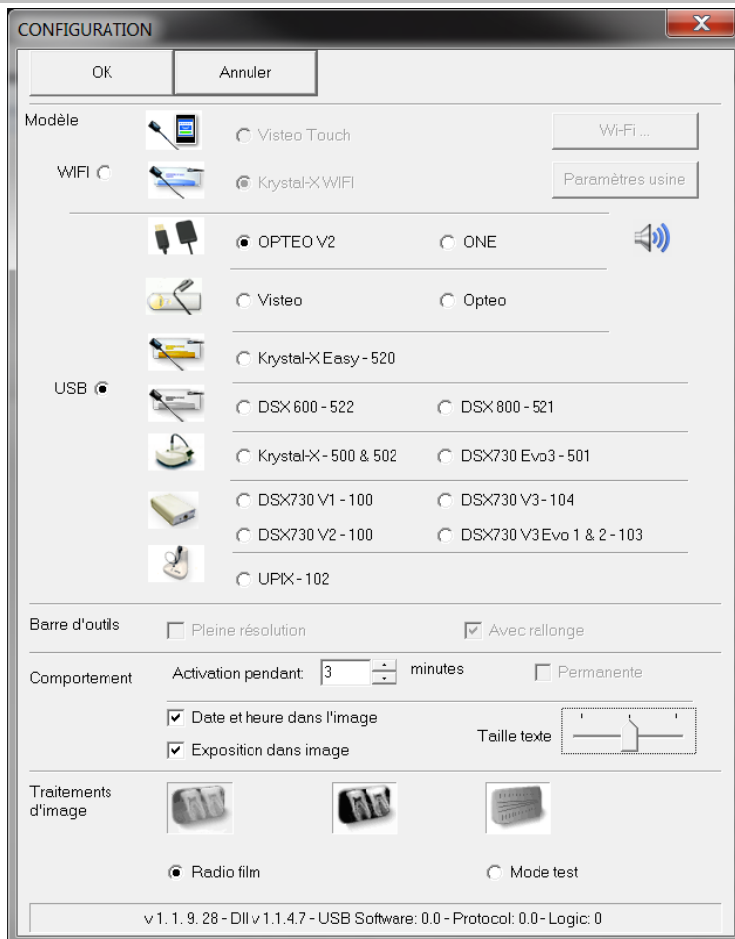 CONFIGURATION
OK Annuler
Modèle
Visteo Touch Wi-Fi ...
WIFI
Krystal-X WIFI Paramètres usine
OPTEO V2 ONE
Visteo Opteo
Krystal-X Easy - 520
USB
DSX 600 - 522 DSX 800 - 521
Krystal-X - 500 & 502 DSX730 Evo3 - 501
DSX730 V1 - 100 DSX730 V3 - 104
DSX730 V2 - 100 DSX730 V3 Evo 1 & 2 - 103
UPIX - 102
Barre d'outils Pleine résolution Avec rallonge
Comportement Activation pendant: 3 minutes Permanente
Date et heure dans l'image
Taille texte
Exposition dans image
Traitements
d'image
Radio film Mode test
v 1. 1. 9. 28 - Dll v 1.1.4.7 - USB Software: 0.0 - Protocol: 0.0 - Logic: 0